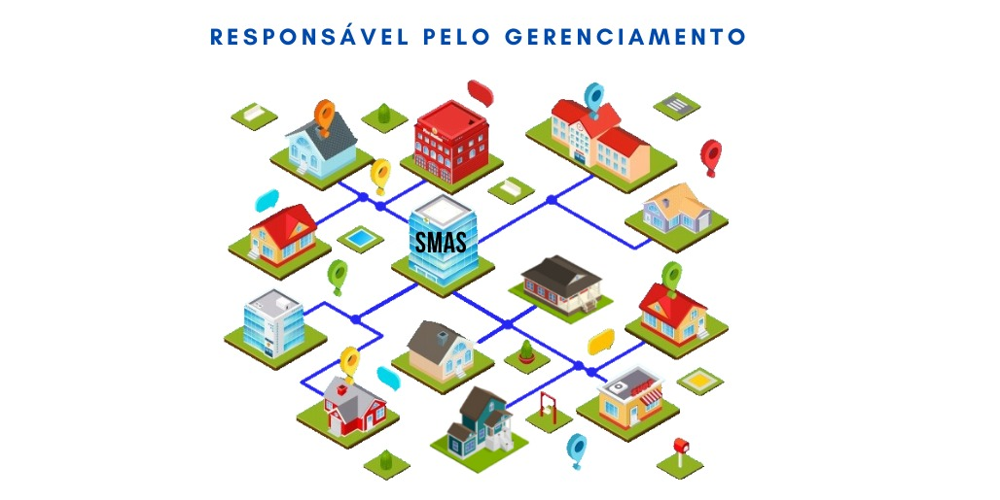 RESPONSÁVEL PELO GERENCIAMENTO
SMAS